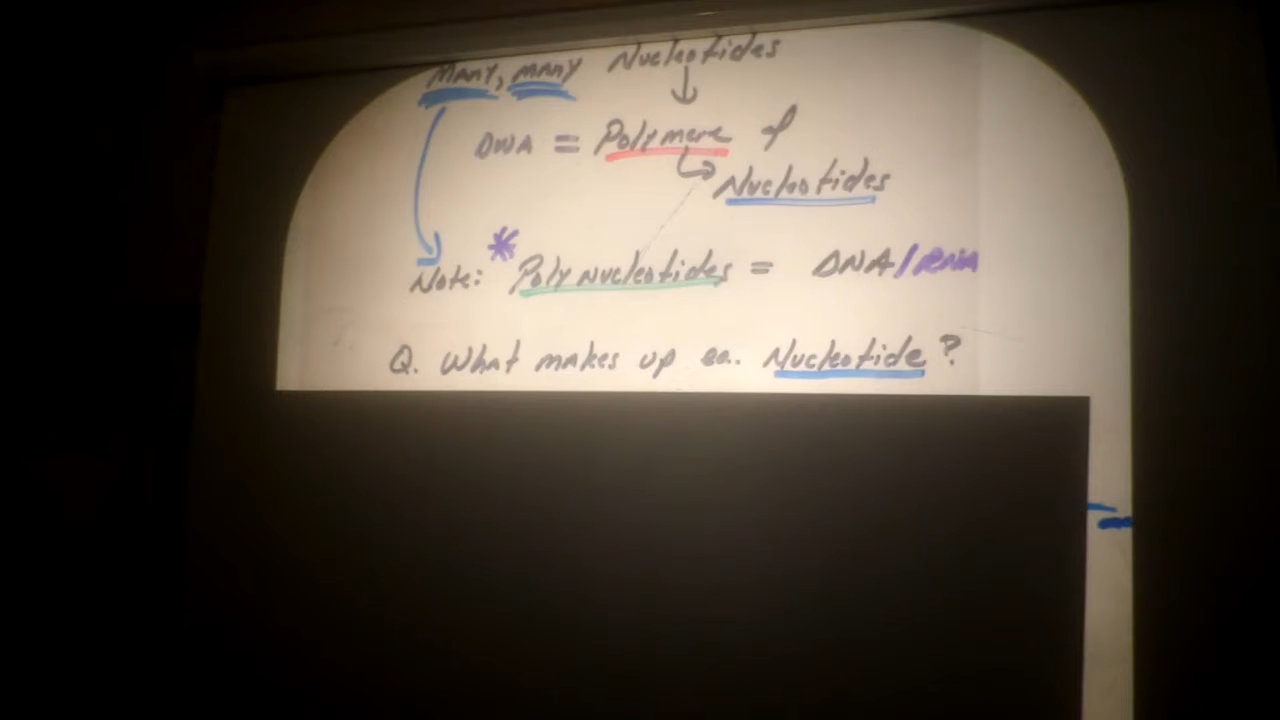 Many, many Nucleotides
DNA = Polymere of
Nucleotides
Note: * Polynucleotides = DNA/RNA
Q. What makes up ea. Nucleotide?